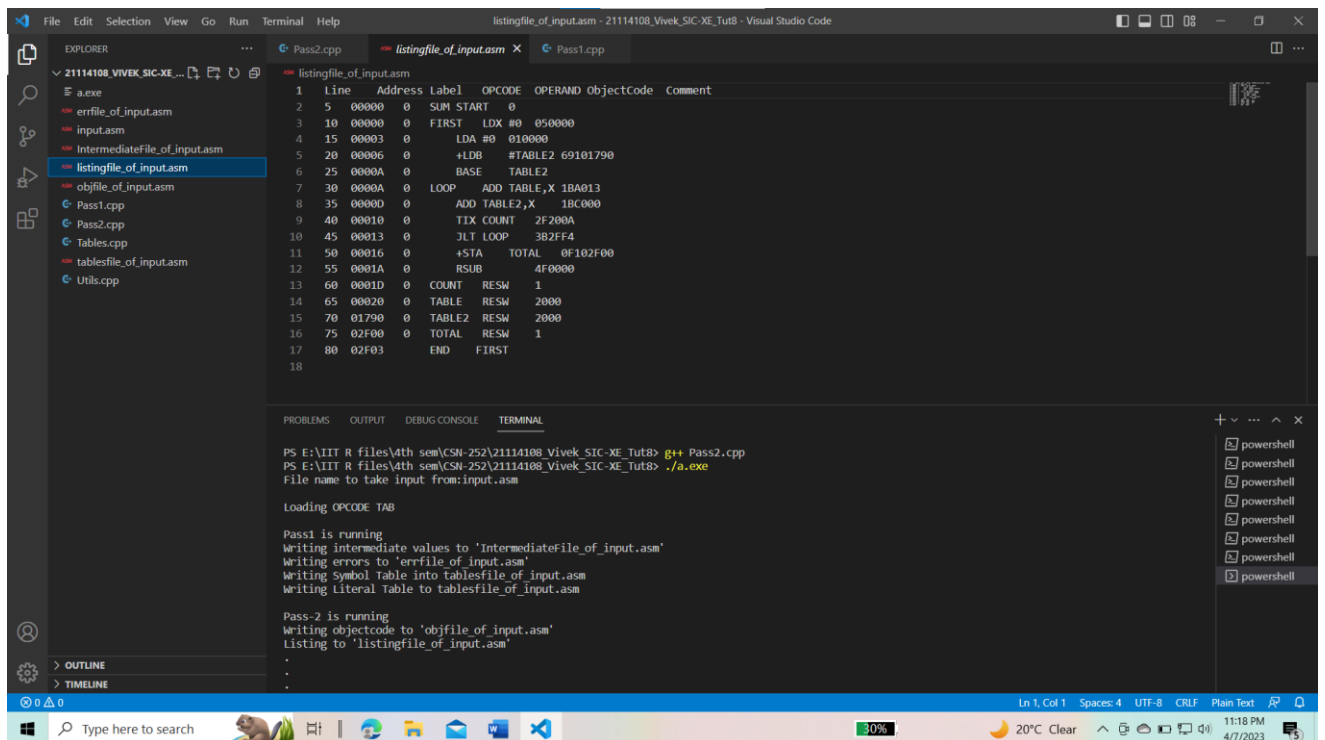 File Edit Selection View Go Run Terminal Help listingfile_of_input.asm - 21114108_Vivek_SIC-XE_Tut8 - Visual Studio Code
EXPLORER
Pass2.cpp listingfile_of_input.asm Pass1.cpp
21114108_VIVEK_SIC-XE_...
a.exe
errfile_of_input.asm
input.asm
IntermediateFile_of_input.asm
listingfile_of_input.asm
objfile_of_input.asm
Pass1.cpp
Pass2.cpp
Tables.cpp
tablesfile_of_input.asm
Utils.cpp
OUTLINE
TIMELINE
listingfile_of_input.asm
1 Line Address Label OPCODE OPERAND ObjectCode Comment
2 5 00000 0 SUM START 0
3 10 00000 0 FIRST LDX #0 050000
4 15 00003 0 LDA #0 010000
5 20 00006 0 +LDB #TABLE2 69101790
6 25 0000A 0 BASE TABLE2
7 30 0000A 0 LOOP ADD TABLE,X 1BA013
8 35 0000D 0 ADD TABLE2,X 1BC000
9 40 00010 0 TIX COUNT 2F200A
10 45 00013 0 JLT LOOP 3B2FF4
11 50 00016 0 +STA TOTAL 0F102F00
12 55 0001A 0 RSUB 4F0000
13 60 0001D 0 COUNT RESW 1
14 65 00020 0 TABLE RESW 2000
15 70 01790 0 TABLE2 RESW 2000
16 75 02F00 0 TOTAL RESW 1
17 80 02F03 END FIRST
18
PROBLEMS OUTPUT DEBUG CONSOLE TERMINAL
PS E:\IIT R files\4th sem\CSN-252\21114108_Vivek_SIC-XE_Tut8> g++ Pass2.cpp
PS E:\IIT R files\4th sem\CSN-252\21114108_Vivek_SIC-XE_Tut8> ./a.exe
File name to take input from:input.asm
Loading OPCODE TAB
Pass1 is running
Writing intermediate values to 'IntermediateFile_of_input.asm'
Writing errors to 'errfile_of_input.asm'
Writing Symbol Table into tablesfile_of_input.asm
Writing Literal Table to tablesfile_of_input.asm
Pass-2 is running
Writing objectcode to 'objfile_of_input.asm'
Listing to 'listingfile_of_input.asm'
.
.
.
powershell
powershell
powershell
powershell
powershell
powershell
powershell
powershell
0 0 Ln 1, Col 1 Spaces: 4 UTF-8 CRLF Plain Text
Type here to search 30% 20°C Clear 11:18 PM
4/7/2023 5